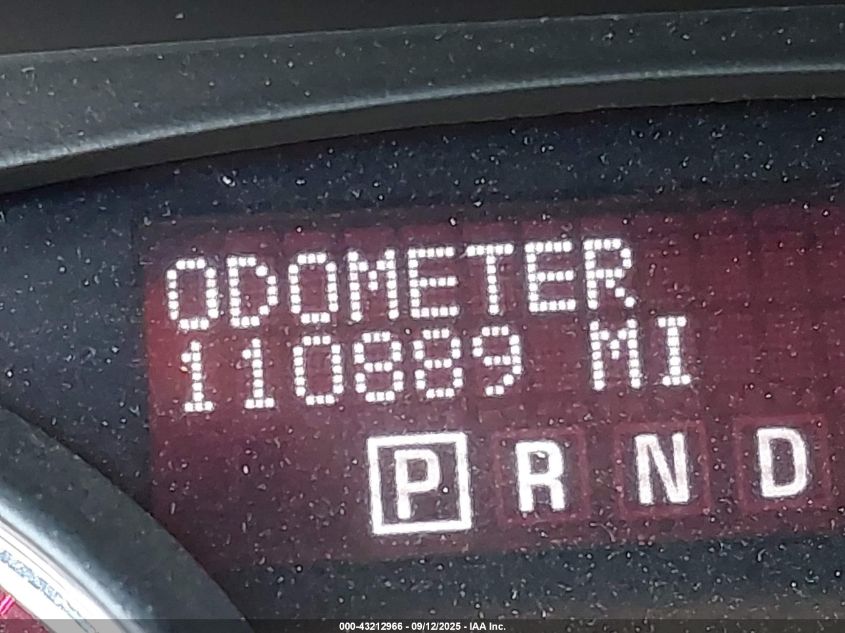 ODOMETER
110889 MI
P R N D
000-43212966 - 09/12/2025 - IAA Inc.